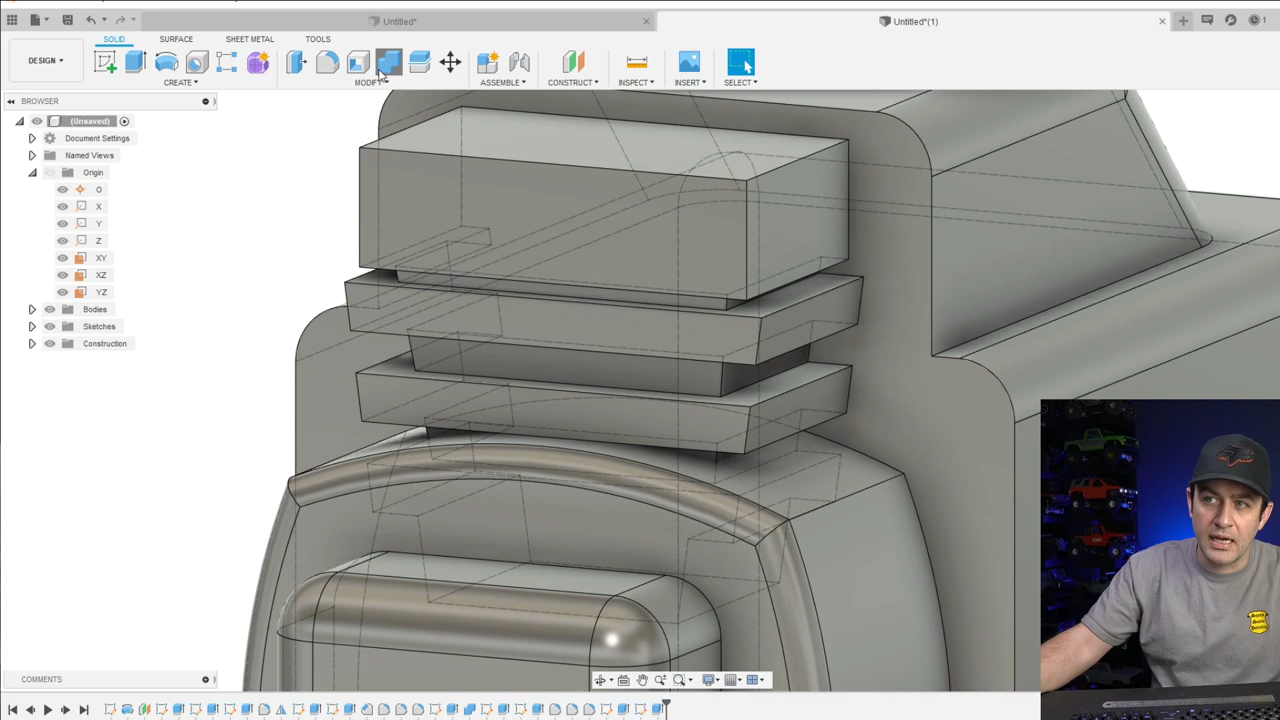 Untitled*
Untitled*(1)
1
SOLID
SURFACE
SHEET METAL
TOOLS
DESIGN
CREATE
MODIFY
ASSEMBLE
CONSTRUCT
INSPECT
INSERT
SELECT
BROWSER
(Unsaved)
Document Settings
Named Views
Origin
O
X
Y
Z
XY
XZ
YZ
Bodies
Sketches
Construction
COMMENTS